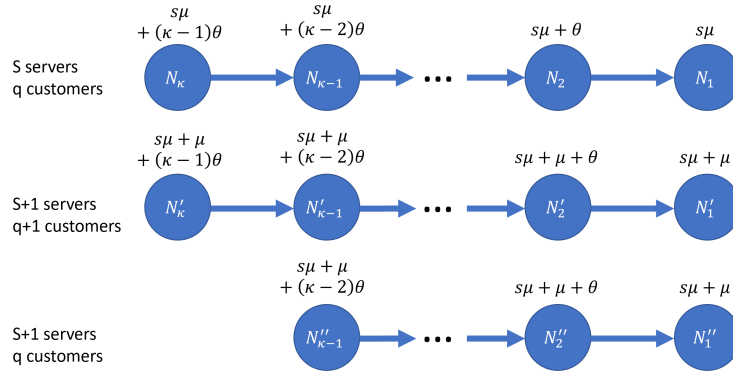 sμ
+ (κ − 1)θ
sμ
+ (κ − 2)θ
sμ + θ
sμ
S servers
q customers
N_κ
N_{κ−1}
...
N_2
N_1
sμ + μ
+ (κ − 1)θ
sμ + μ
+ (κ − 2)θ
sμ + μ + θ
sμ + μ
S+1 servers
q+1 customers
N'_κ
N'_{κ−1}
...
N'_2
N'_1
sμ + μ
+ (κ − 2)θ
sμ + μ + θ
sμ + μ
S+1 servers
q customers
N''_{κ−1}
...
N''_2
N''_1